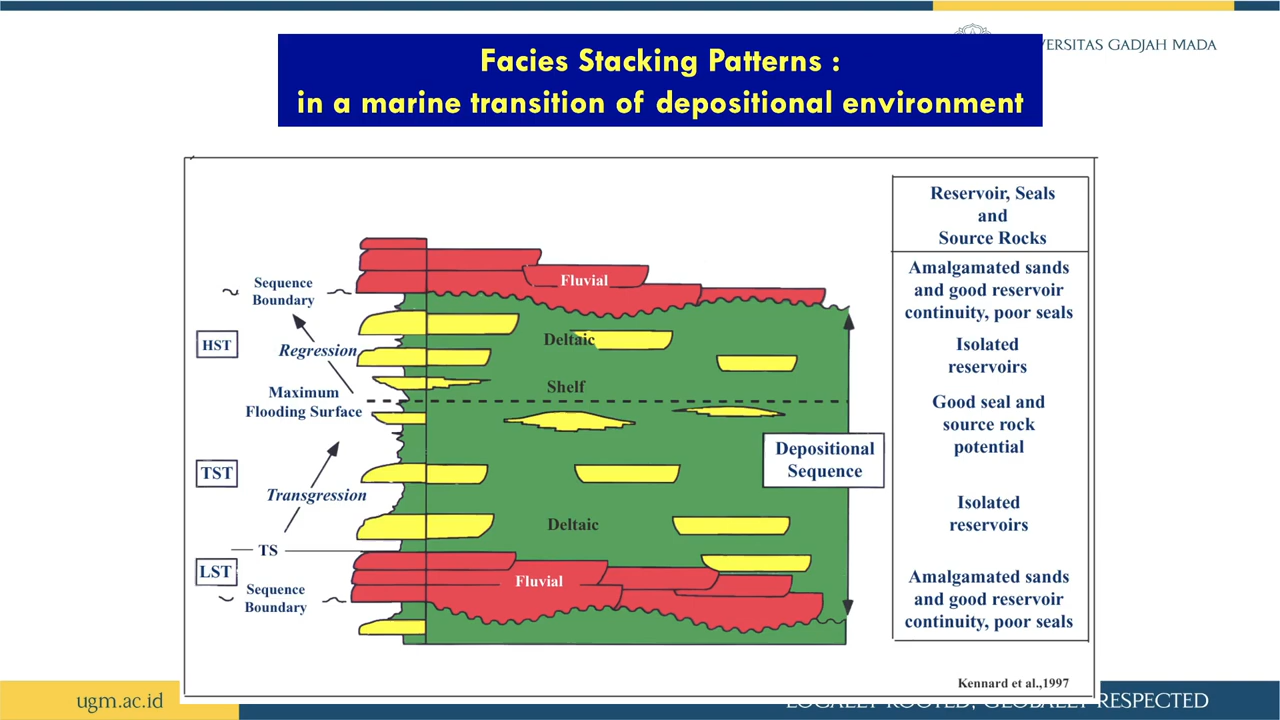 VERSITAS GADJAH MADA
Facies Stacking Patterns :
in a marine transition of depositional environment
Reservoir, Seals
and
Source Rocks
Sequence
Boundary
HST
Regression
Maximum
Flooding Surface
TST
Transgression
TS
LST
Sequence
Boundary
Fluvial
Deltaic
Shelf
Deltaic
Fluvial
Depositional
Sequence
Amalgamated sands
and good reservoir
continuity, poor seals
Isolated
reservoirs
Good seal and
source rock
potential
Isolated
reservoirs
Amalgamated sands
and good reservoir
continuity, poor seals
Kennard et al.,1997
ugm.ac.id
LOCALLY ROOTED, GLOBALLY RESPECTED